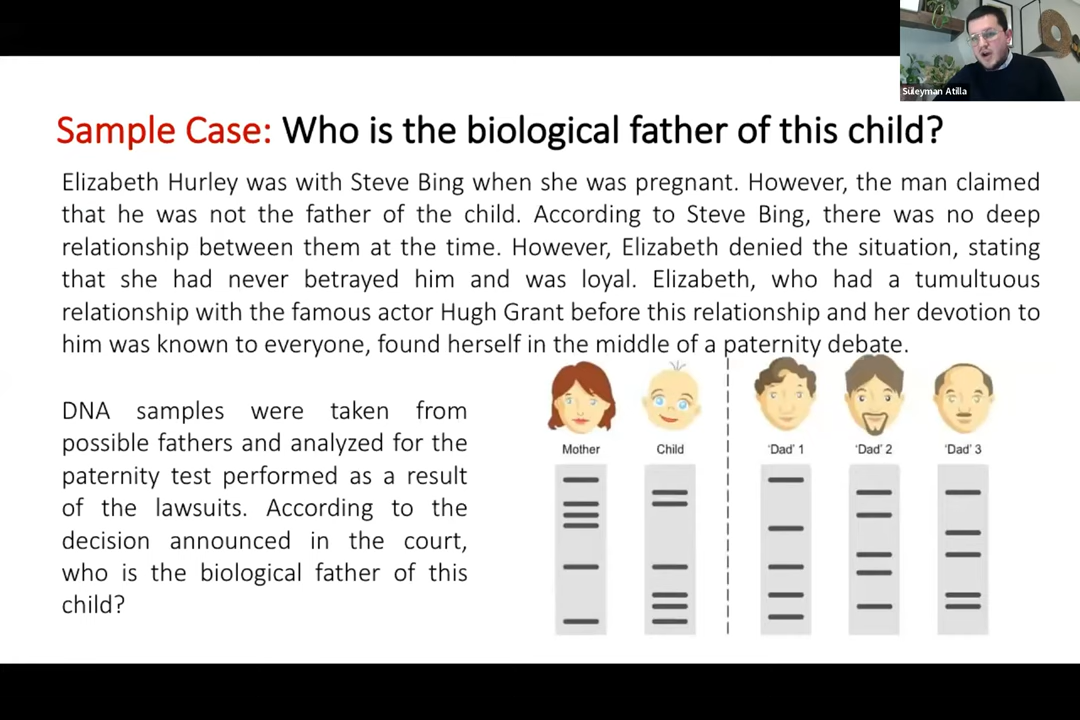 Süleyman Atilla
Sample Case: Who is the biological father of this child?
Elizabeth Hurley was with Steve Bing when she was pregnant. However, the man claimed
that he was not the father of the child. According to Steve Bing, there was no deep
relationship between them at the time. However, Elizabeth denied the situation, stating
that she had never betrayed him and was loyal. Elizabeth, who had a tumultuous
relationship with the famous actor Hugh Grant before this relationship and her devotion to
him was known to everyone, found herself in the middle of a paternity debate.
DNA samples were taken from
possible fathers and analyzed for the
paternity test performed as a result
of the lawsuits. According to the
decision announced in the court,
who is the biological father of this
child?
Mother Child 'Dad' 1 'Dad' 2 'Dad' 3